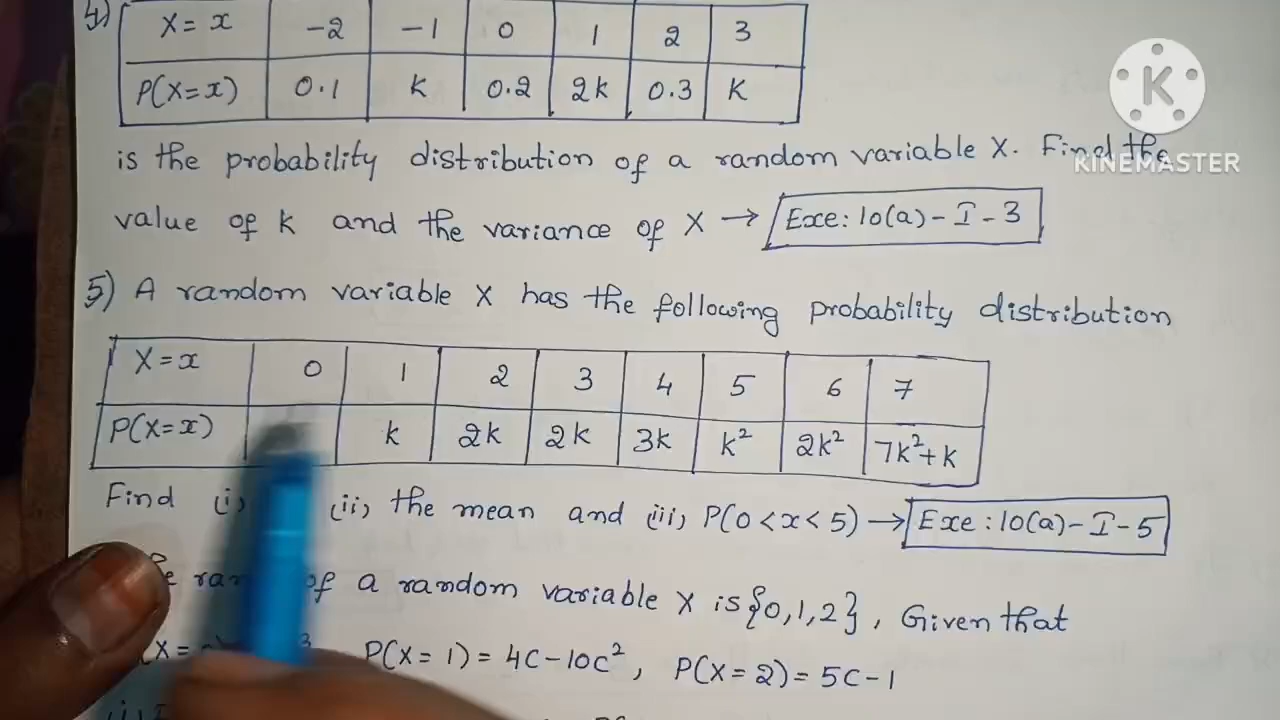 4) X = x -2 -1 0 1 2 3
P(X=x) 0.1 k 0.2 2k 0.3 K
is the probability distribution of a random variable X. Find the
value of k and the variance of X → Exe: 10(a) - I - 3
5) A random variable X has the following probability distribution
X = x 0 1 2 3 4 5 6 7
P(X=x) k 2k 2k 3k k² 2k² 7k²+k
Find (i) (ii) the mean and (iii) P(0<x<5) → Exe: 10(a) - I - 5
of a random variable X is {0,1,2}, Given that
P(X=1) = 4C-10C², P(X=2) = 5C-1
K
KINEMASTER